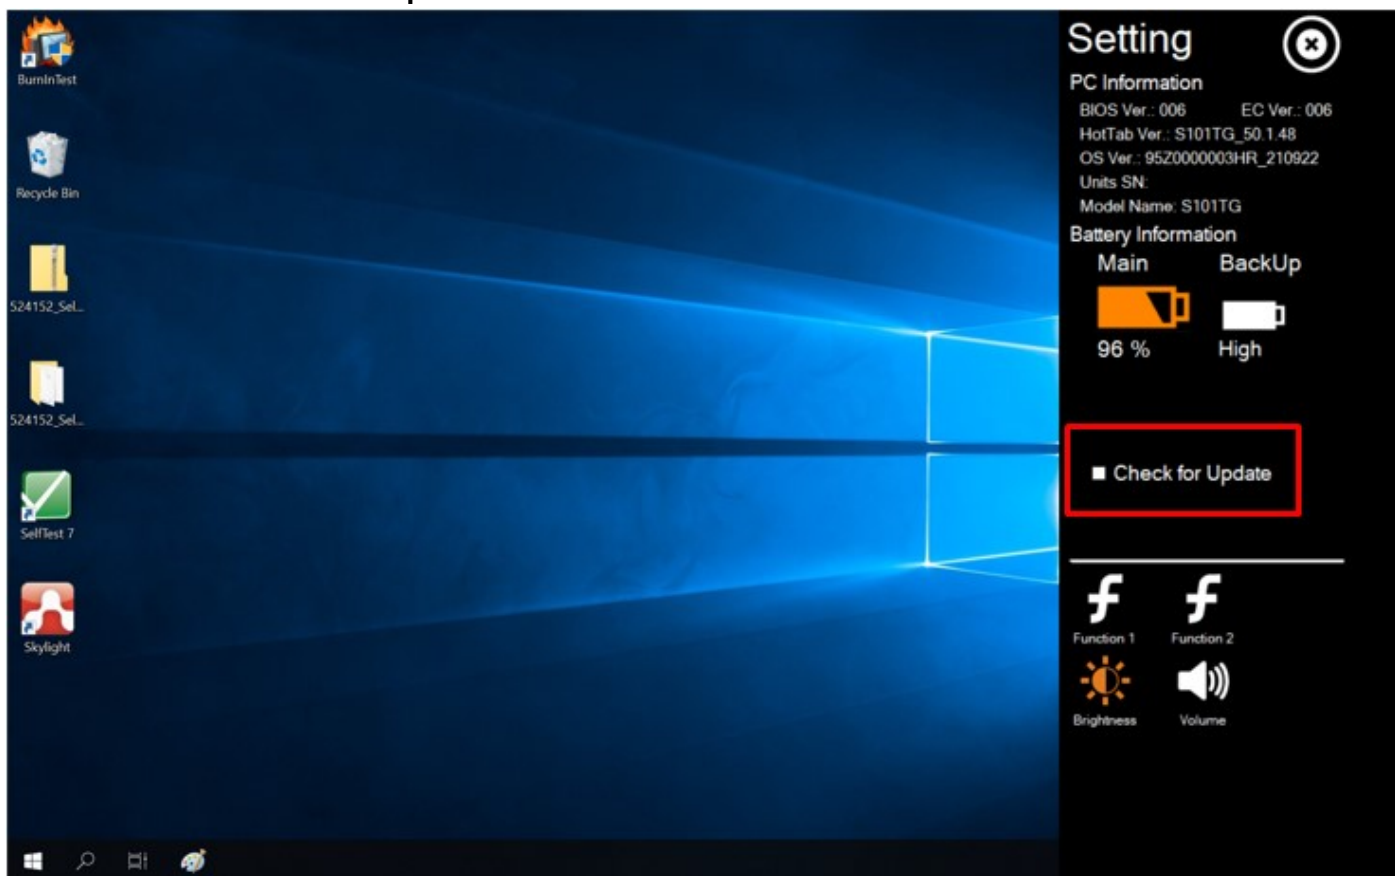 BurnInTest
Recycle Bin
524152_Sel...
524152_Sel...
SelfTest 7
Skylight
Setting
PC Information
BIOS Ver.: 006 EC Ver.: 006
HotTab Ver.: S101TG_50.1.48
OS Ver.: 95Z0000003HR_210922
Units SN:
Model Name: S101TG
Battery Information
Main BackUp
96 % High
Check for Update
Function 1 Function 2
Brightness Volume